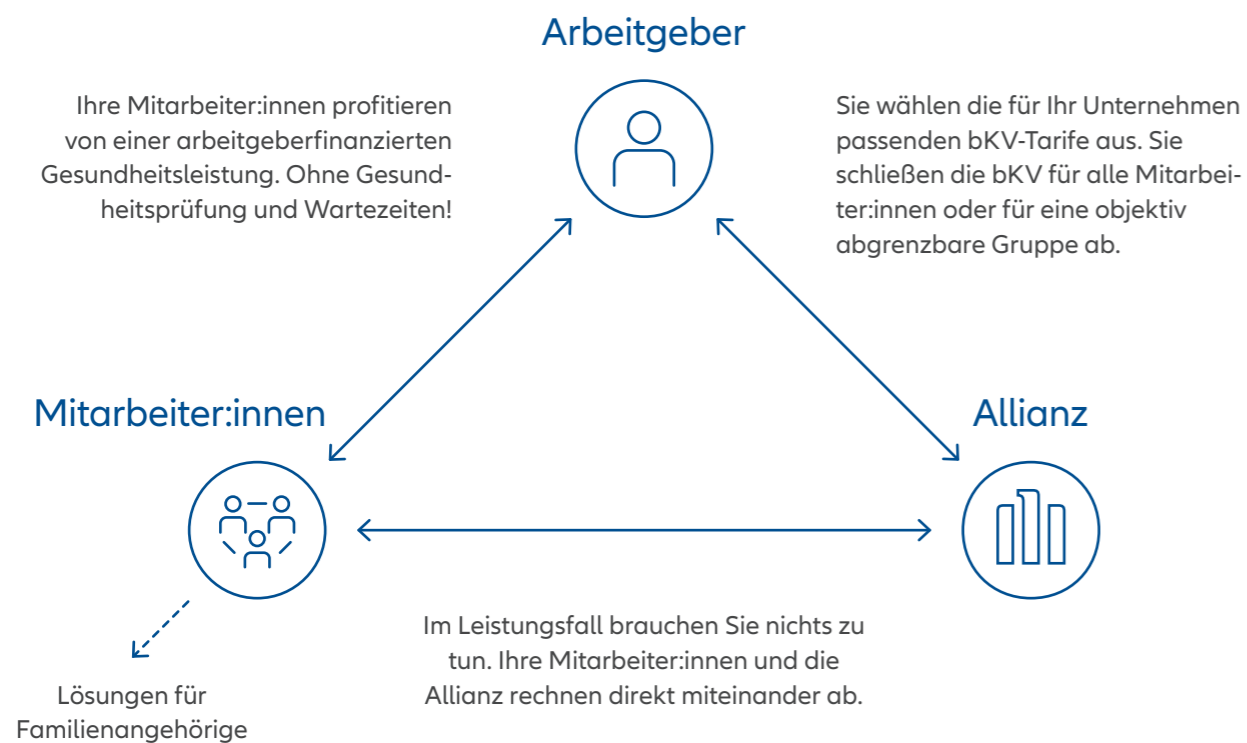 Arbeitgeber
Ihre Mitarbeiter:innen profitieren
von einer arbeitgeberfinanzierten
Gesundheitsleistung. Ohne Gesund-
heitsprüfung und Wartezeiten!
Sie wählen die für Ihr Unternehmen
passenden bKV-Tarife aus. Sie
schließen die bKV für alle Mitarbei-
ter:innen oder für eine objektiv
abgrenzbare Gruppe ab.
Mitarbeiter:innen
Allianz
Im Leistungsfall brauchen Sie nichts zu
tun. Ihre Mitarbeiter:innen und die
Allianz rechnen direkt miteinander ab.
Lösungen für
Familienangehörige